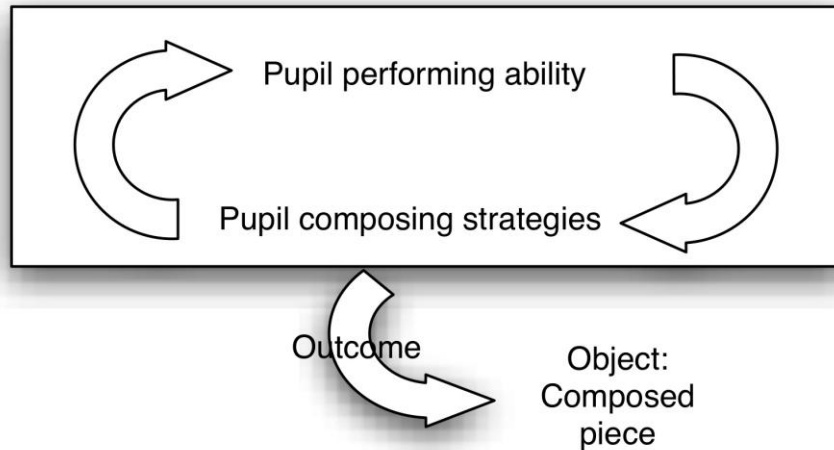 Pupil performing ability
Pupil composing strategies
Outcome
Object:
Composed
piece